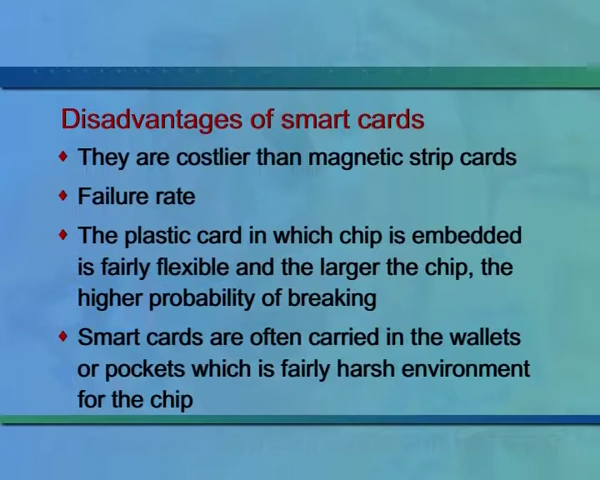 Disadvantages of smart cards
They are costlier than magnetic strip cards
Failure rate
The plastic card in which chip is embedded
is fairly flexible and the larger the chip, the
higher probability of breaking
Smart cards are often carried in the wallets
or pockets which is fairly harsh environment
for the chip